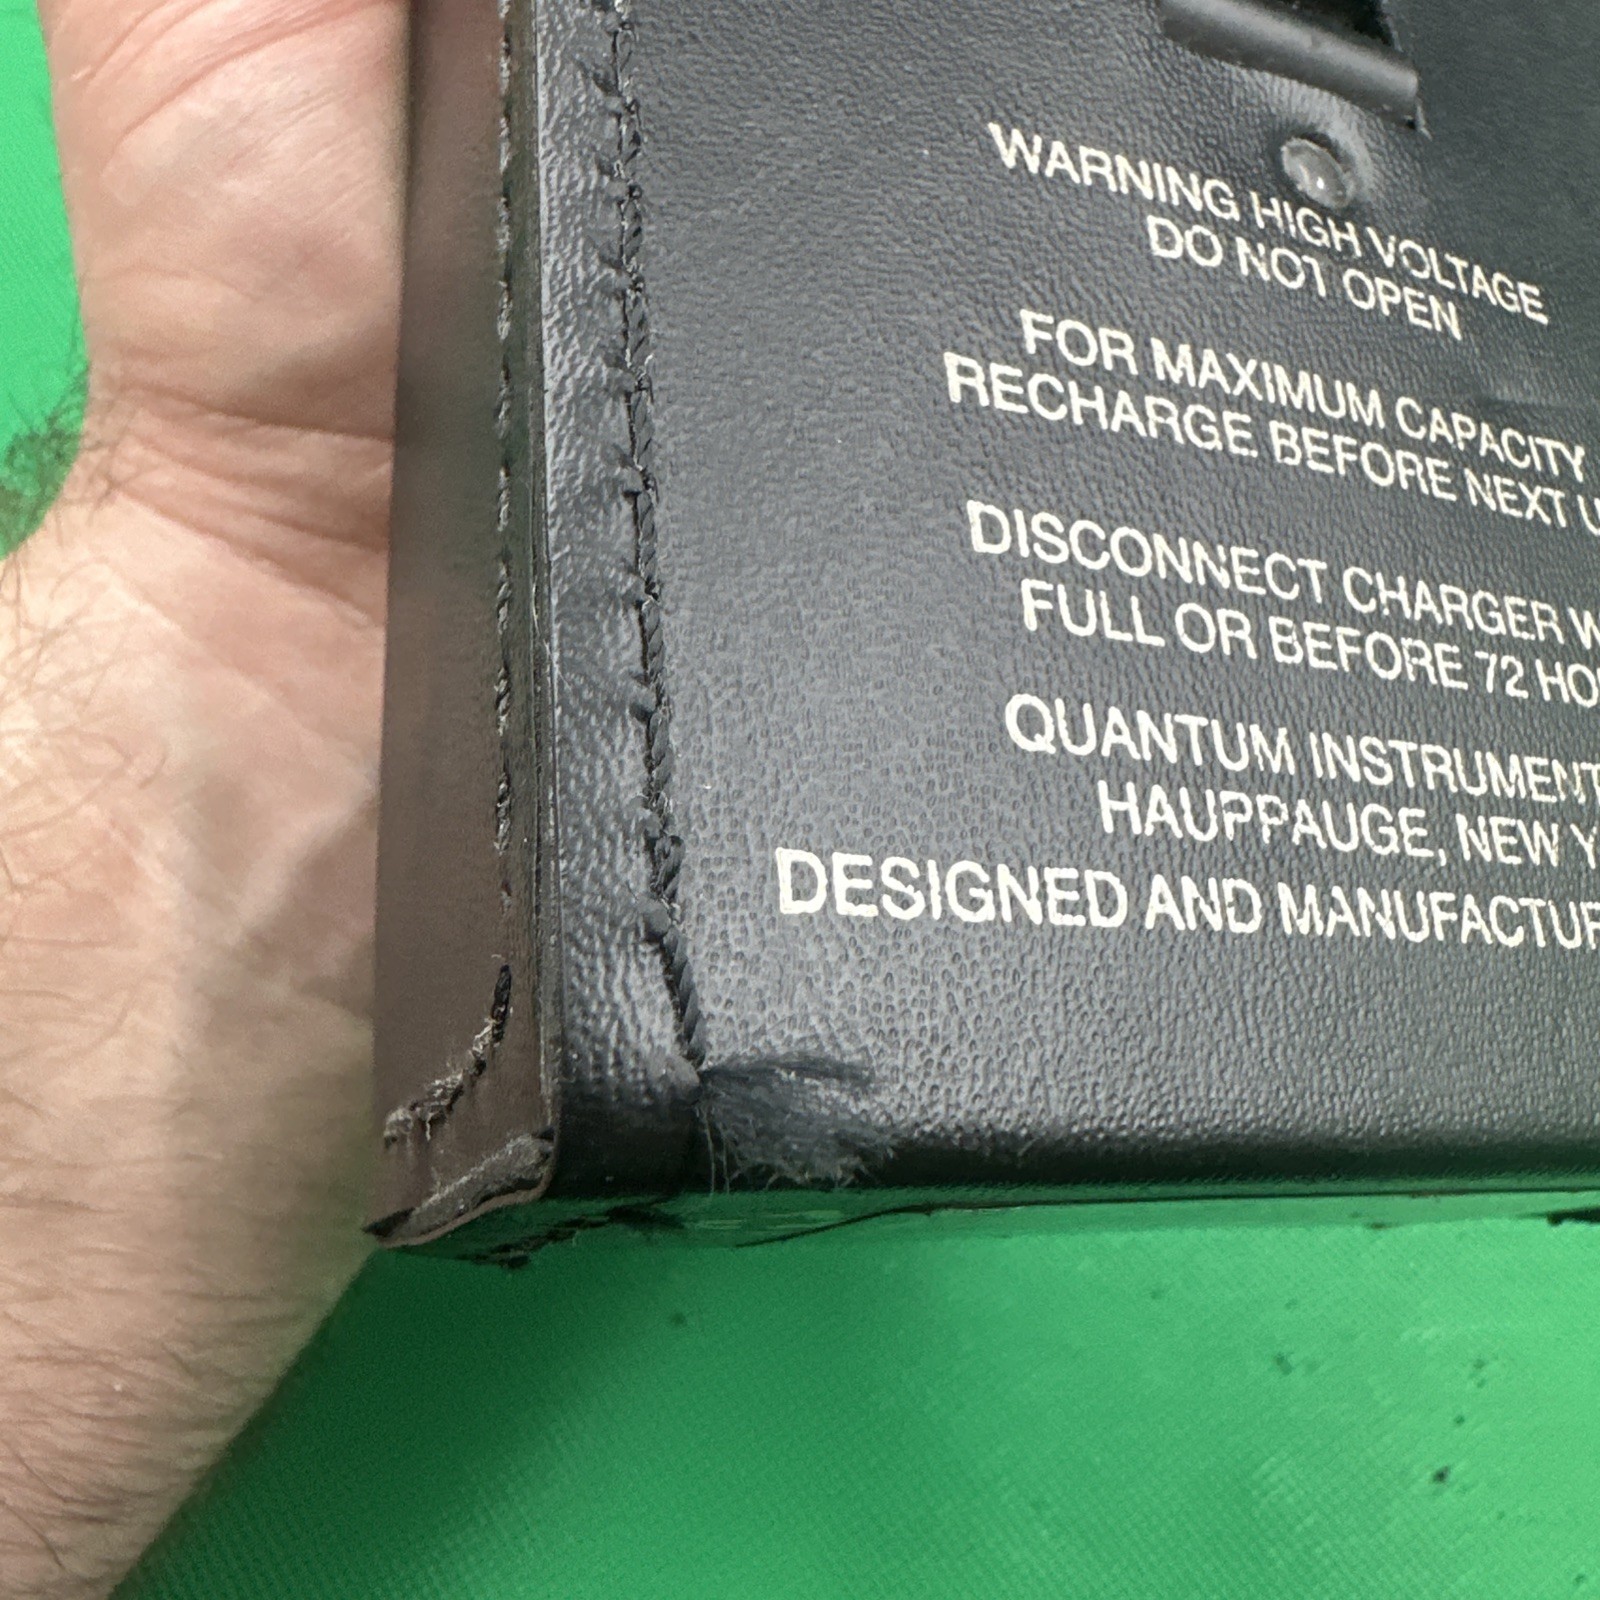 WARNING HIGH VOLTAGE
DO NOT OPEN
FOR MAXIMUM CAPACITY
RECHARGE BEFORE NEXT
DISCONNECT CHARGER
FULL OR BEFORE 72
QUANTUM
HAUPPAUGE, NEW
DESIGNED AND